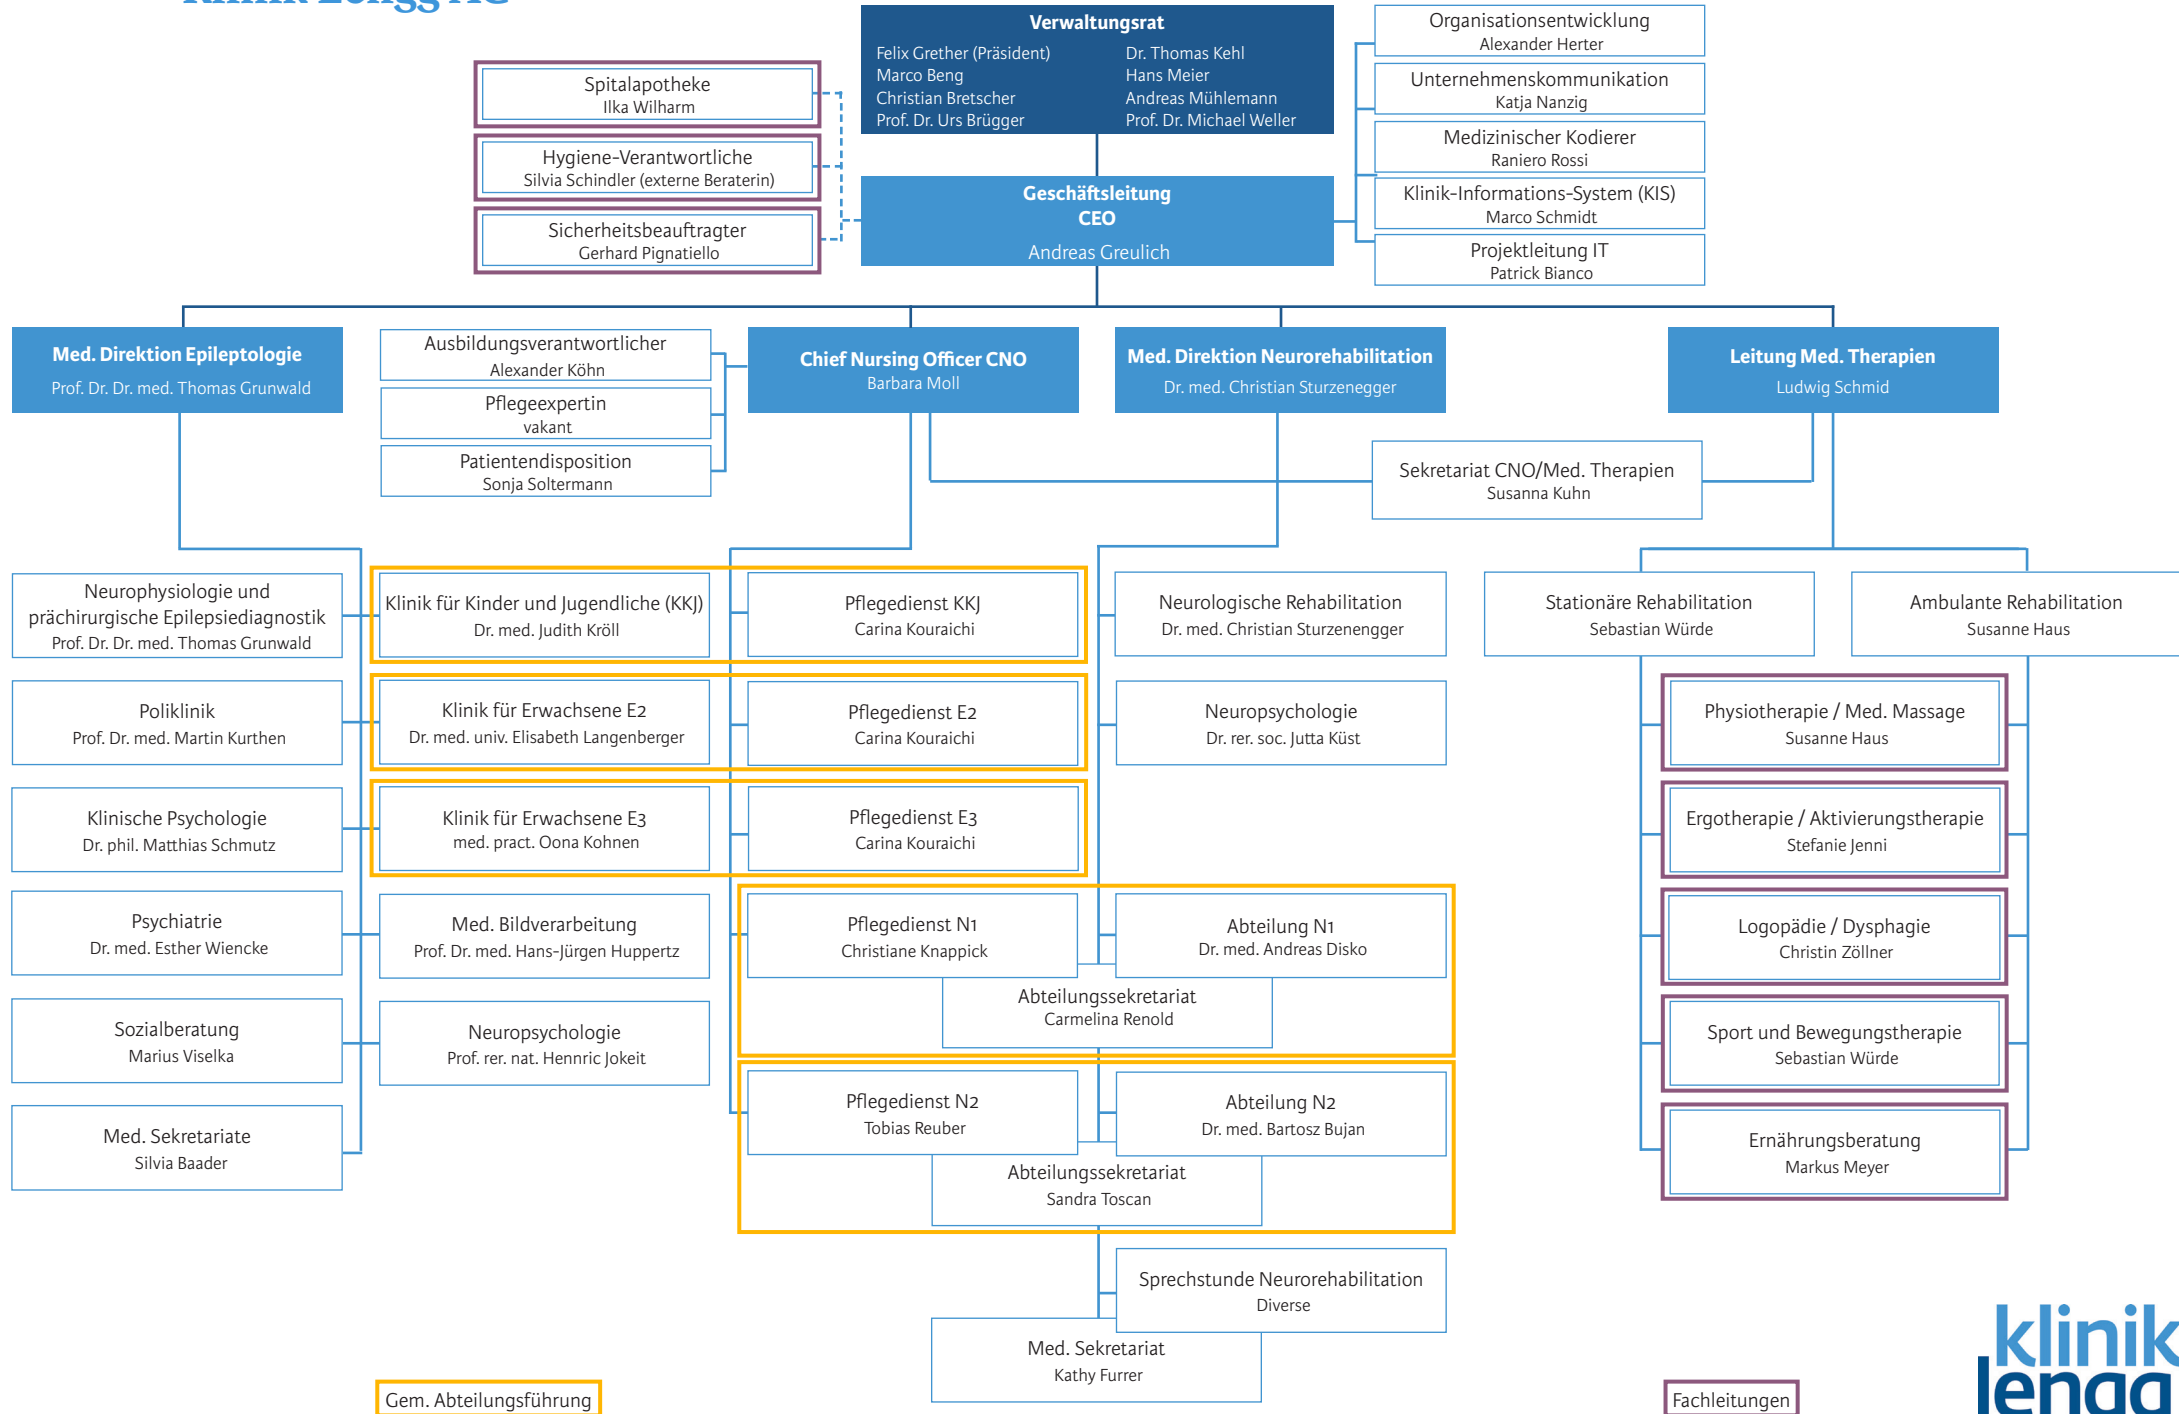 Klinik Lengg AG
Verwaltungsrat
Felix Grether (Präsident)
Marco Beng
Christian Bretscher
Prof. Dr. Urs Brügger
Dr. Thomas Kehl
Hans Meier
Andreas Mühlemann
Prof. Dr. Michael Weller
Organisationsentwicklung
Alexander Herter
Unternehmenskommunikation
Katja Nanzig
Medizinischer Kodierer
Raniero Rossi
Klinik-Informations-System (KIS)
Marco Schmidt
Projektleitung IT
Patrick Bianco
Spitalapotheke
Ilka Wilharm
Hygiene-Verantwortliche
Silvia Schindler (externe Beraterin)
Sicherheitsbeauftragter
Gerhard Pignatiello
Geschäftsleitung
CEO
Andreas Greulich
Med. Direktion Epileptologie
Prof. Dr. Dr. med. Thomas Grunwald
Ausbildungsverantwortlicher
Alexander Köhn
Pflegeexpertin
vakant
Patientendisposition
Sonja Soltermann
Chief Nursing Officer CNO
Barbara Moll
Med. Direktion Neurorehabilitation
Dr. med. Christian Sturzenegger
Leitung Med. Therapien
Ludwig Schmid
Sekretariat CNO/Med. Therapien
Susanna Kuhn
Neurophysiologie und
prächirurgische Epilepsiediagnostik
Prof. Dr. Dr. med. Thomas Grunwald
Klinik für Kinder und Jugendliche (KKJ)
Dr. med. Judith Kröll
Pflegedienst KKJ
Carina Kouraichi
Neurologische Rehabilitation
Dr. med. Christian Sturzenengger
Stationäre Rehabilitation
Sebastian Würde
Ambulante Rehabilitation
Susanne Haus
Poliklinik
Prof. Dr. med. Martin Kurthen
Klinik für Erwachsene E2
Dr. med. univ. Elisabeth Langenberger
Pflegedienst E2
Carina Kouraichi
Neuropsychologie
Dr. rer. soc. Jutta Küst
Physiotherapie / Med. Massage
Susanne Haus
Klinische Psychologie
Dr. phil. Matthias Schmutz
Klinik für Erwachsene E3
med. pract. Oona Kohnen
Pflegedienst E3
Carina Kouraichi
Ergotherapie / Aktivierungstherapie
Stefanie Jenni
Psychiatrie
Dr. med. Esther Wiencke
Med. Bildverarbeitung
Prof. Dr. med. Hans-Jürgen Huppertz
Pflegedienst N1
Christiane Knappick
Abteilung N1
Dr. med. Andreas Disko
Abteilungssekretariat
Carmelina Renold
Logopädie / Dysphagie
Christin Zöllner
Sozialberatung
Marius Viselka
Neuropsychologie
Prof. rer. nat. Hennric Jokeit
Sport und Bewegungstherapie
Sebastian Würde
Med. Sekretariate
Silvia Baader
Pflegedienst N2
Tobias Reuber
Abteilung N2
Dr. med. Bartosz Bujan
Abteilungssekretariat
Sandra Toscan
Ernährungsberatung
Markus Meyer
Sprechstunde Neurorehabilitation
Diverse
Med. Sekretariat
Kathy Furrer
Gem. Abteilungsführung
Fachleitungen
klinik
lengg